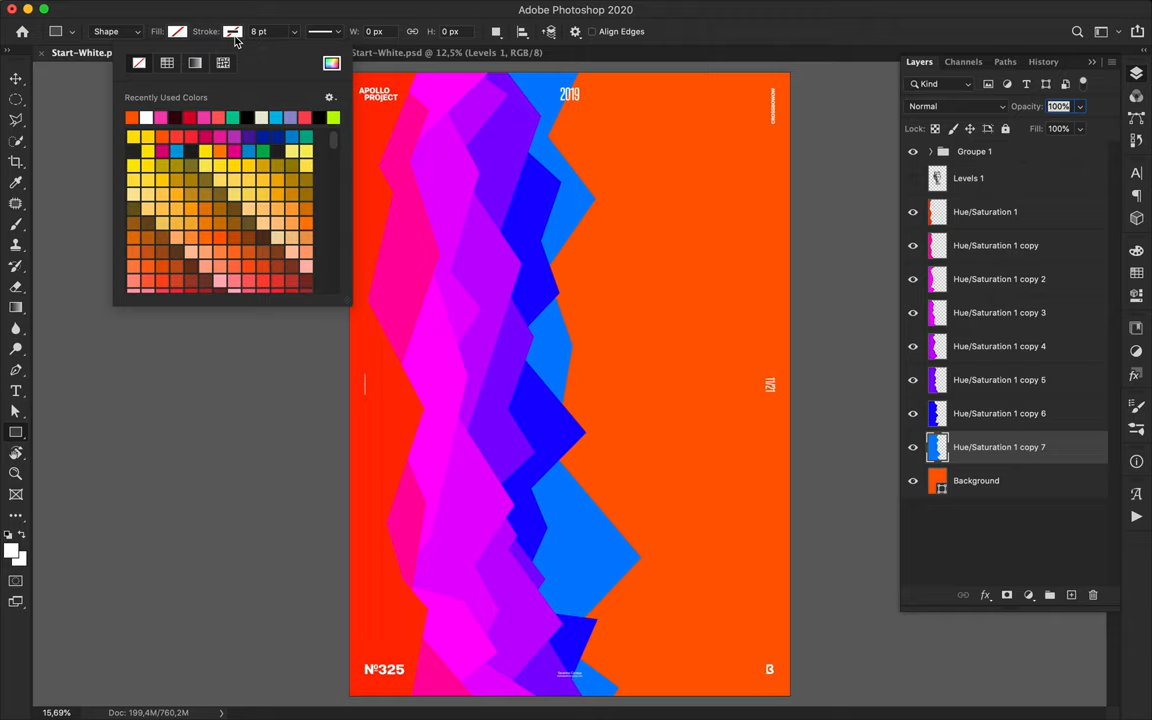 Adobe Photoshop 2020
Shape
Fill:
Stroke:
8 pt
W: 0 px
H: 0 px
Align Edges
Start-White.p
Start-White.psd @ 12,5% (Levels 1, RGB/8)
Recently Used Colors
APOLLO
PROJECT
2019
CROSSROWDM
11/21
Nº325
B
Layers
Channels
Paths
History
Kind
Normal
Opacity: 100%
Lock:
Fill: 100%
Groupe 1
Levels 1
Hue/Saturation 1
Hue/Saturation 1 copy
Hue/Saturation 1 copy 2
Hue/Saturation 1 copy 3
Hue/Saturation 1 copy 4
Hue/Saturation 1 copy 5
Hue/Saturation 1 copy 6
Hue/Saturation 1 copy 7
Background
15,69%
Doc: 199,4M/760,2M